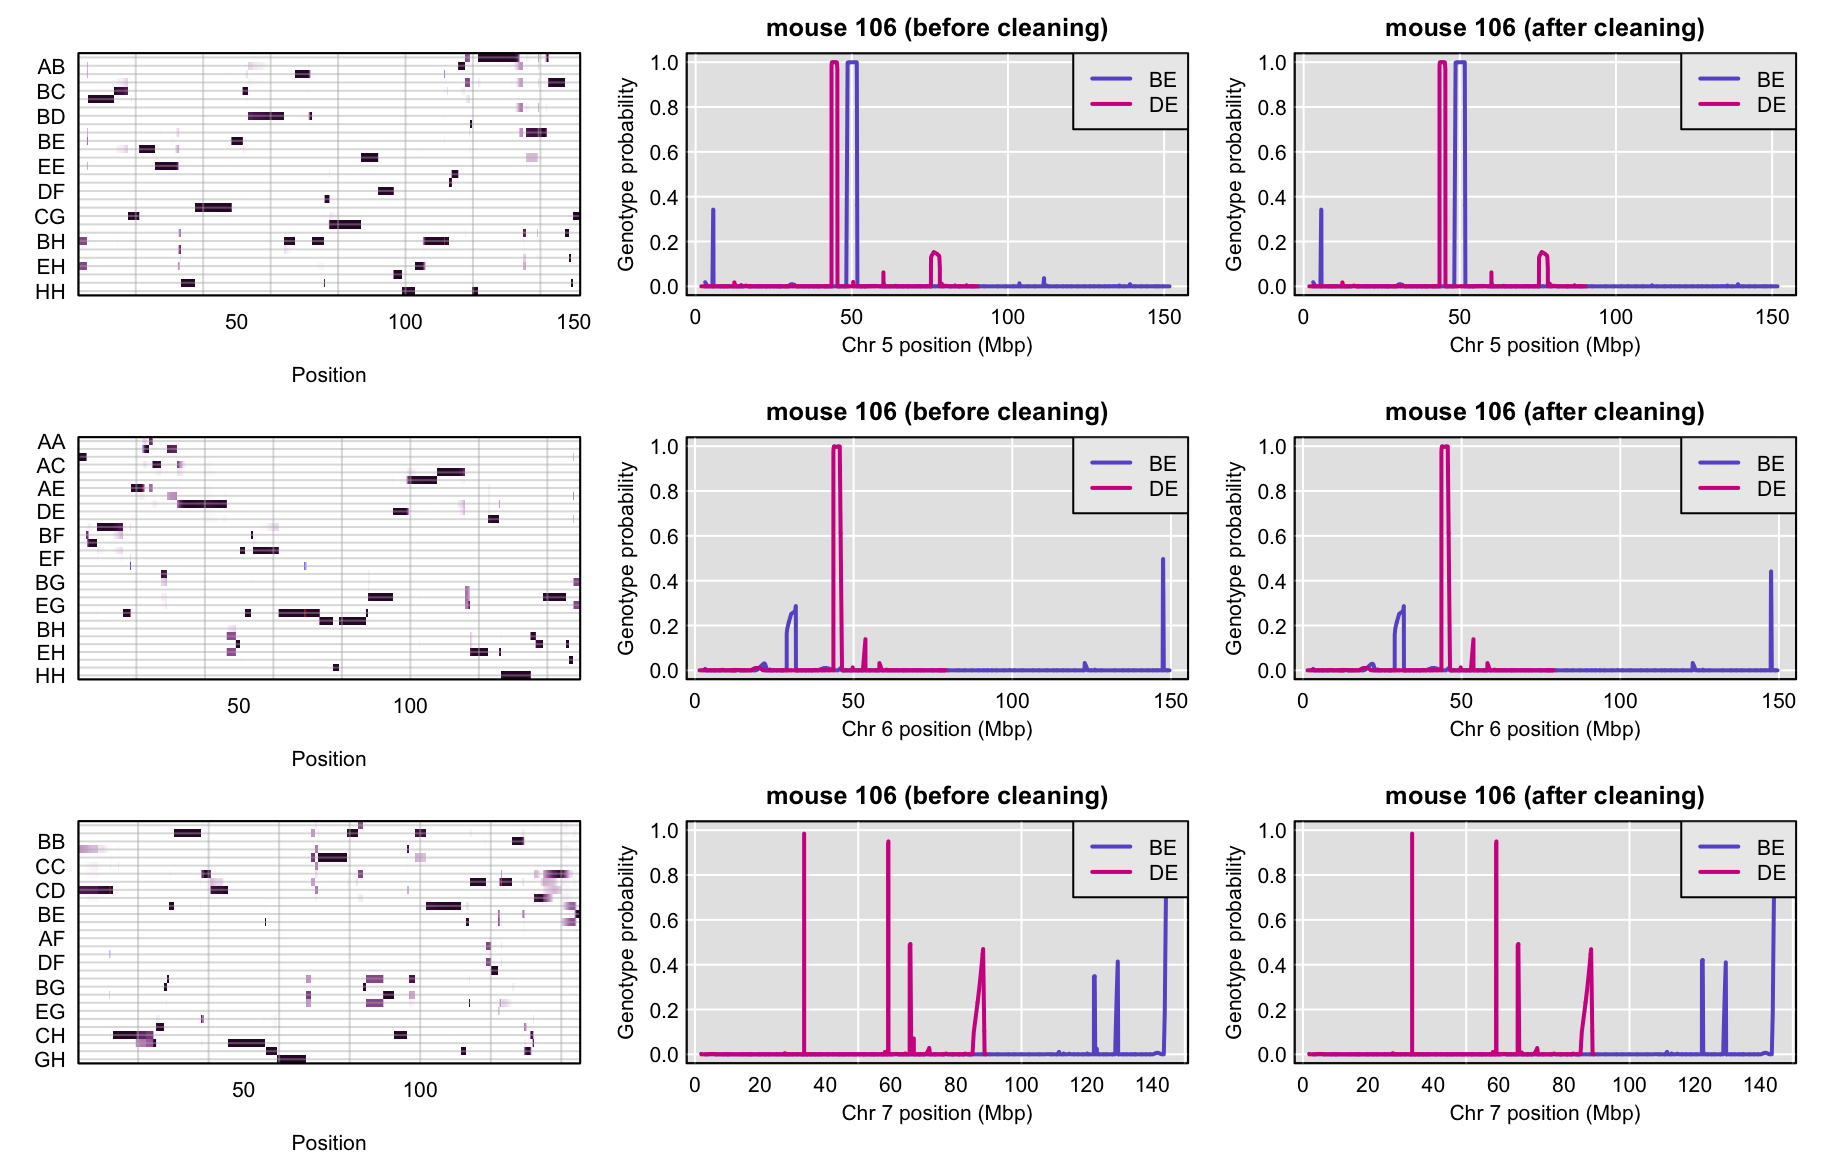 mouse 106 (before cleaning)
mouse 106 (after cleaning)
AB
BC
BD
BE
EE
DF
CG
BH
EH
HH
50
100
150
Position
Genotype probability
1.0
0.8
0.6
0.4
0.2
0.0
BE
DE
0
50
100
150
Chr 5 position (Mbp)
Genotype probability
1.0
0.8
0.6
0.4
0.2
0.0
BE
DE
0
50
100
150
Chr 5 position (Mbp)
mouse 106 (before cleaning)
mouse 106 (after cleaning)
AA
AC
AE
DE
BF
EF
BG
EG
BH
EH
HH
50
100
Position
Genotype probability
1.0
0.8
0.6
0.4
0.2
0.0
BE
DE
0
50
100
150
Chr 6 position (Mbp)
Genotype probability
1.0
0.8
0.6
0.4
0.2
0.0
BE
DE
0
50
100
150
Chr 6 position (Mbp)
mouse 106 (before cleaning)
mouse 106 (after cleaning)
BB
CC
CD
BE
AF
DF
BG
EG
CH
GH
50
100
Position
Genotype probability
1.0
0.8
0.6
0.4
0.2
0.0
BE
DE
0
20
40
60
80
100
120
140
Chr 7 position (Mbp)
Genotype probability
1.0
0.8
0.6
0.4
0.2
0.0
BE
DE
0
20
40
60
80
100
120
140
Chr 7 position (Mbp)